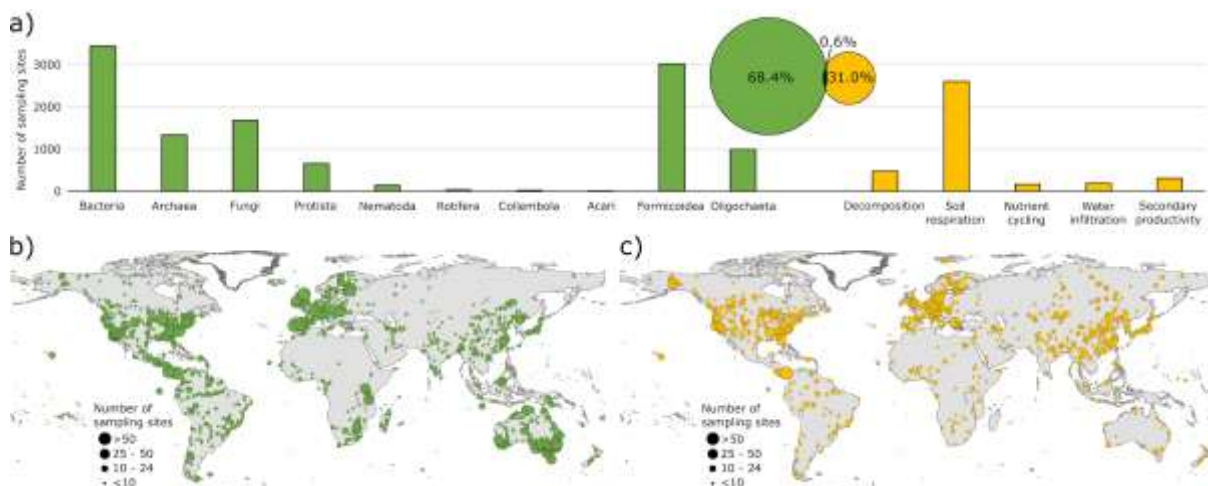 a)
Number of sampling sites
3000
2000
1000
0
0.6%
68.4%
31.0%
Bacteria
Archaea
Fungi
Protista
Nematoda
Rotifera
Collembola
Acari
Formicoidea
Oligochaeta
Decomposition
Soil
respiration
Nutrient
cycling
Water
infiltration
Secondary
productivity
b)
Number of
sampling sites
>50
25 - 50
10 - 24
<10
c)
Number of
sampling sites
>50
25 - 50
10 - 24
<10